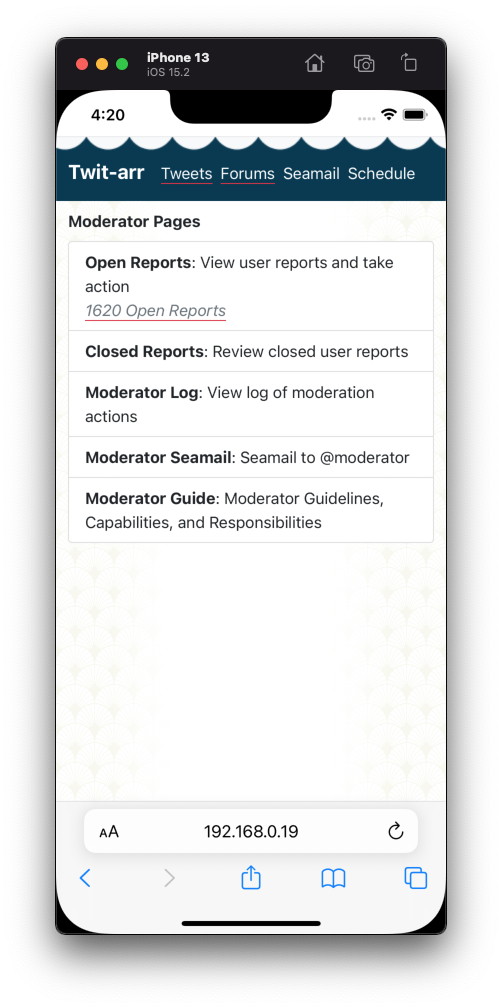 iPhone 13
iOS 15.2
4:20
Twit-arr Tweets Forums Seamail Schedule
Moderator Pages
Open Reports: View user reports and take
action
1620 Open Reports
Closed Reports: Review closed user reports
Moderator Log: View log of moderation
actions
Moderator Seamail: Seamail to @moderator
Moderator Guide: Moderator Guidelines,
Capabilities, and Responsibilities
AA 192.168.0.19